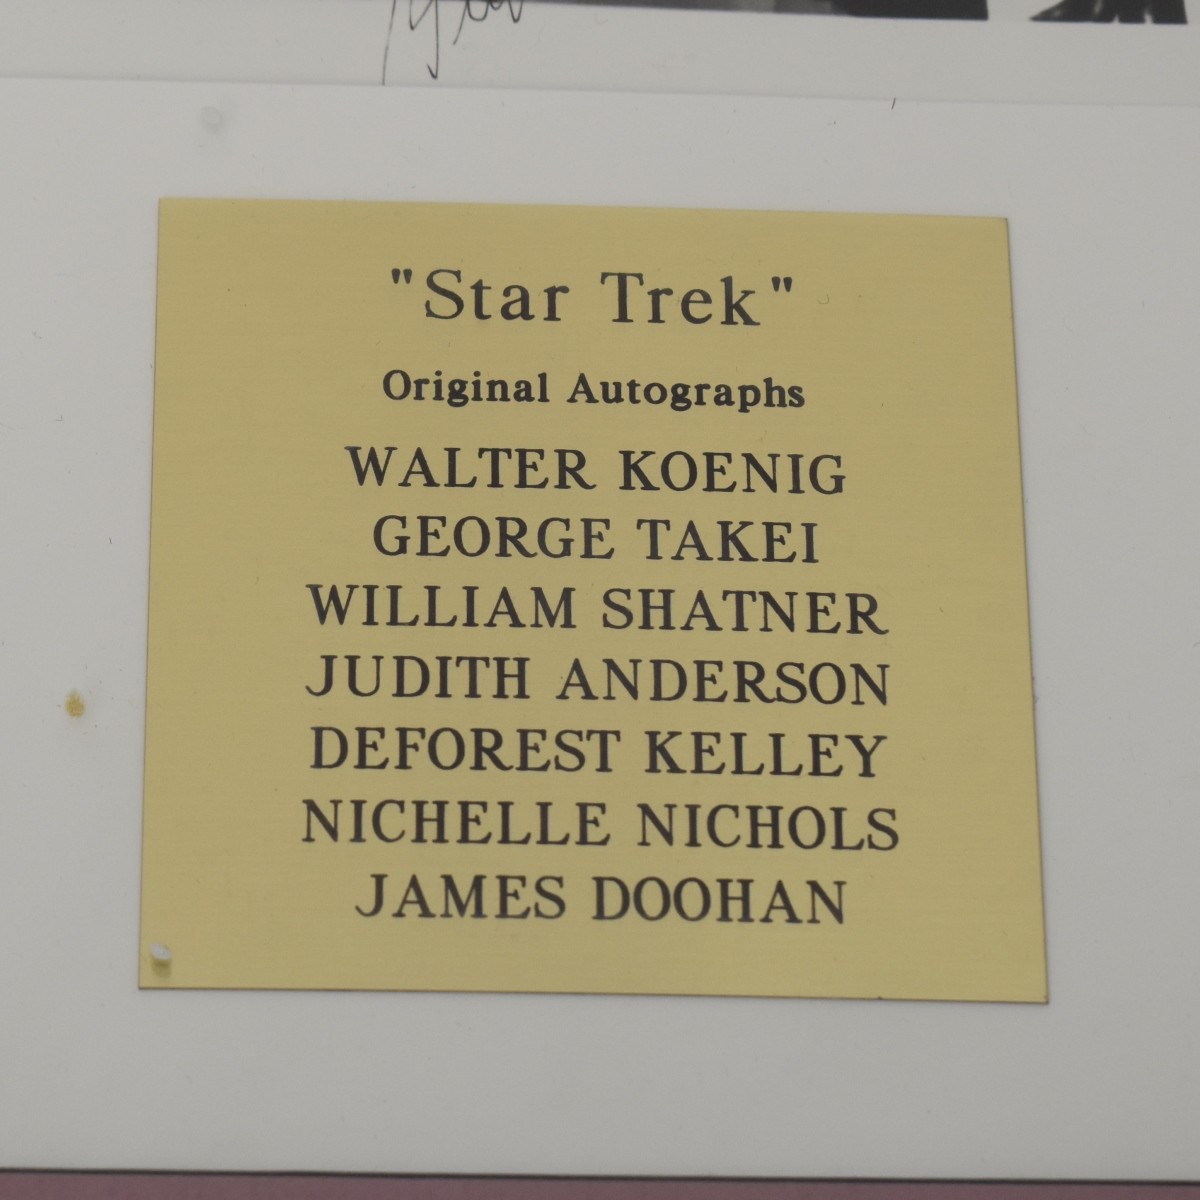 "Star Trek"
Original Autographs
WALTER KOENIG
GEORGE TAKEI
WILLIAM SHATNER
JUDITH ANDERSON
DEFOREST KELLEY
NICHELLE NICHOLS
JAMES DOOHAN